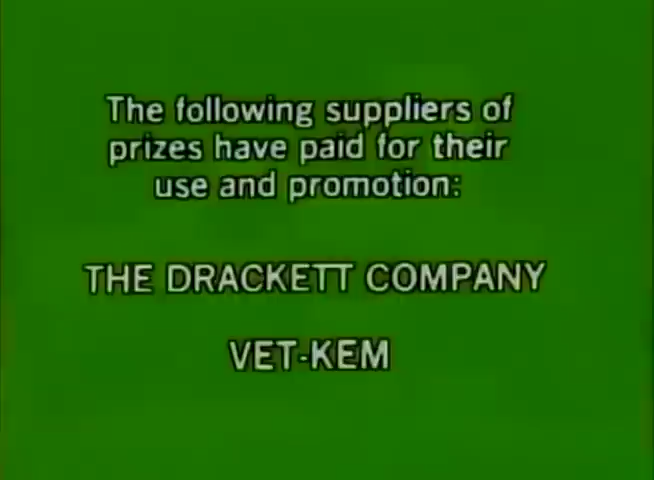 The following suppliers of
prizes have paid for their
use and promotion:
THE DRACKETT COMPANY
VET-KEM